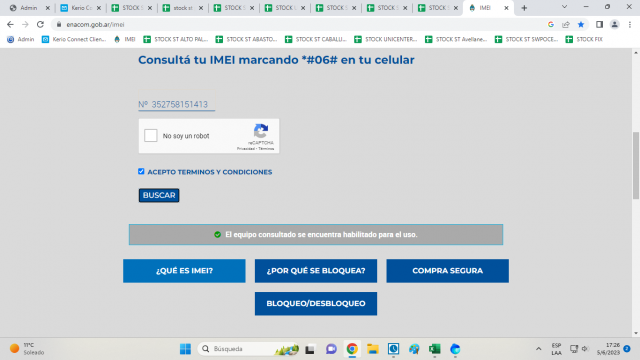 Admin
Kerio Connect C
STOCK S
stock st
STOCK S
STOCK S
STOCK S
STOCK S
STOCK S
STOCK S
IMEI
enacom.gob.ar/imei
Admin
Kerio Connect Clien...
IMEI
STOCK ST ALTO PAL...
STOCK ST ABASTO...
STOCK ST CABALLI...
STOCK UNICENTER...
STOCK ST Avellane...
STOCK ST SWPOCE...
STOCK FIX
Consultá tu IMEI marcando *#06# en tu celular
Nº 352758151413
No soy un robot
reCAPTCHA
Privacidad - Términos
ACEPTO TERMINOS Y CONDICIONES
BUSCAR
El equipo consultado se encuentra habilitado para el uso.
¿QUÉ ES IMEI?
¿POR QUÉ SE BLOQUEA?
COMPRA SEGURA
BLOQUEO/DESBLOQUEO
11°C
Soleado
Búsqueda
ESP
LAA
17:26
5/6/2023